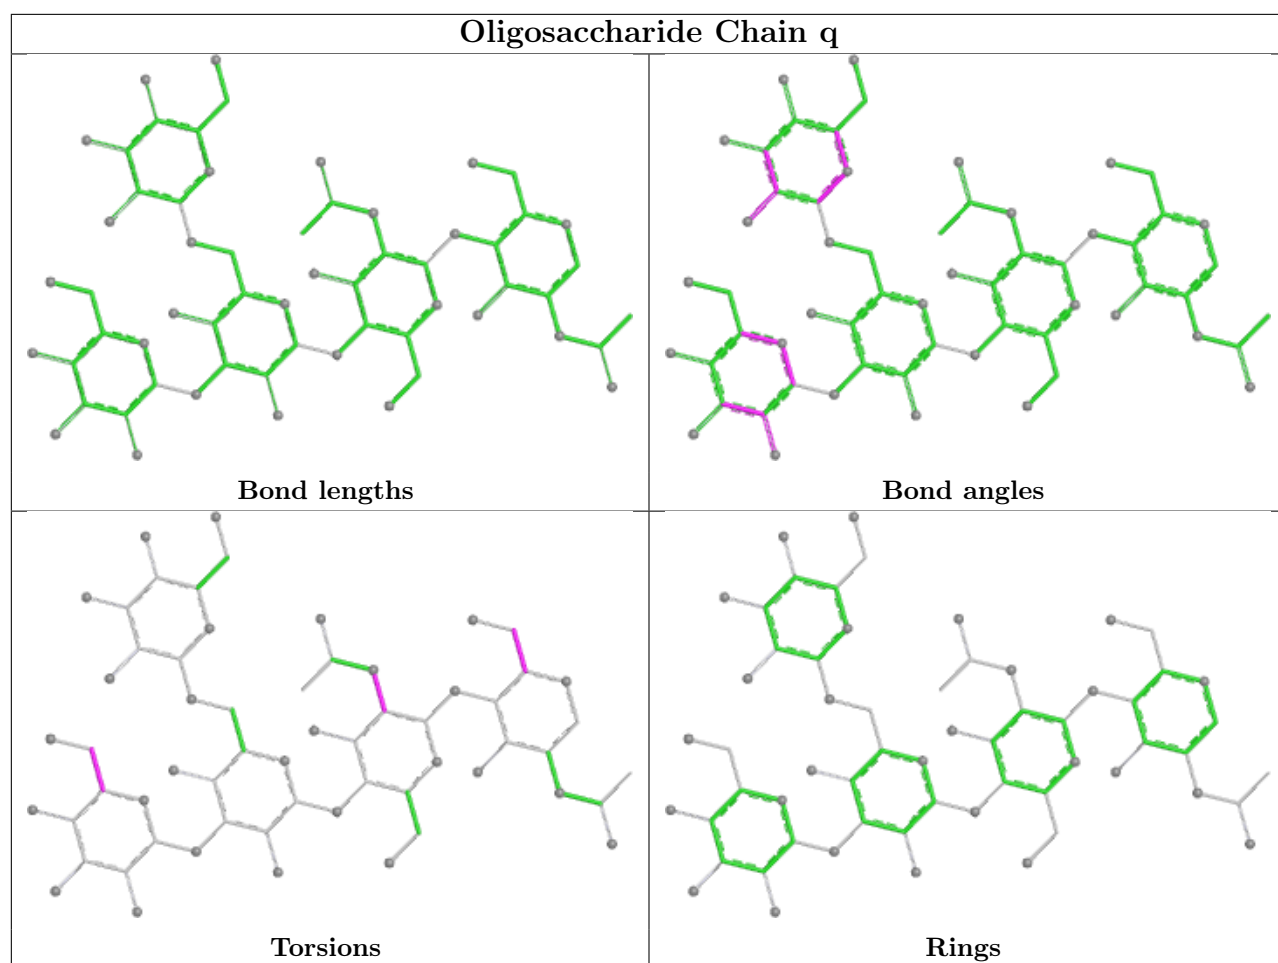 Oligosaccharide Chain q
Bond lengths
Bond angles
Torsions
Rings